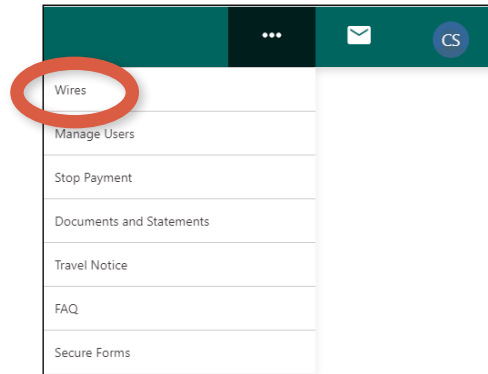 CS
Wires
Manage Users
Stop Payment
Documents and Statements
Travel Notice
FAQ
Secure Forms